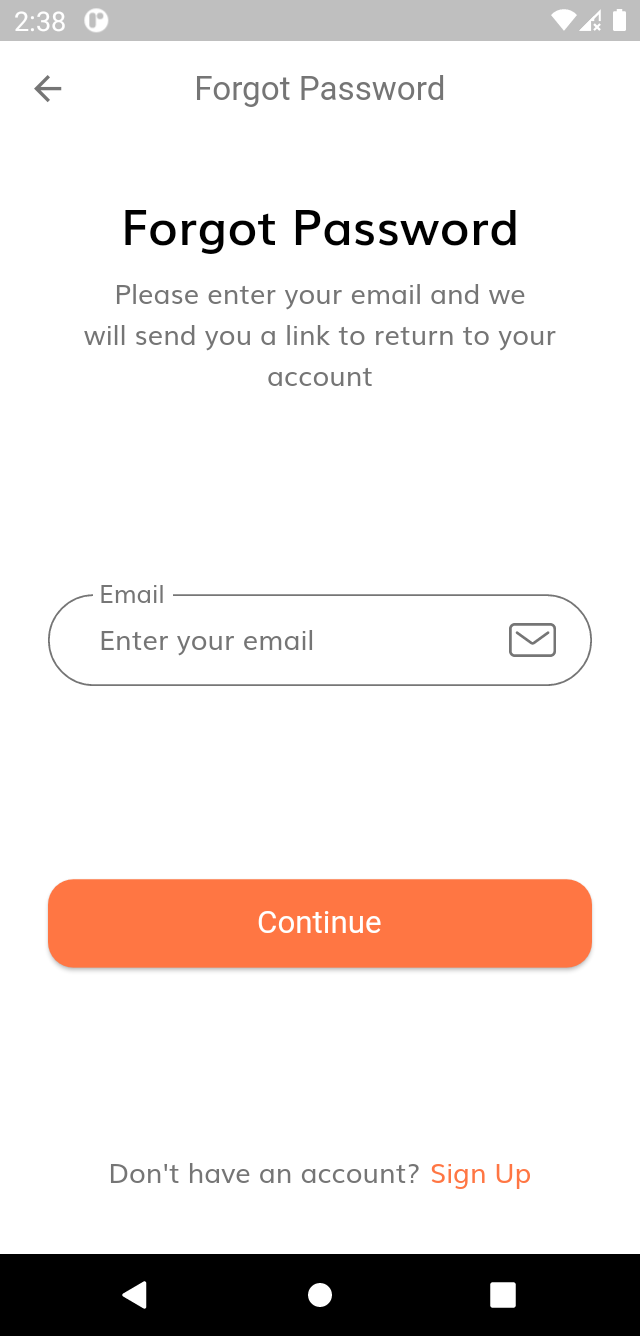 2:38
Forgot Password
Forgot Password
Please enter your email and we
will send you a link to return to your
account
Email
Enter your email
Continue
Don't have an account? Sign Up